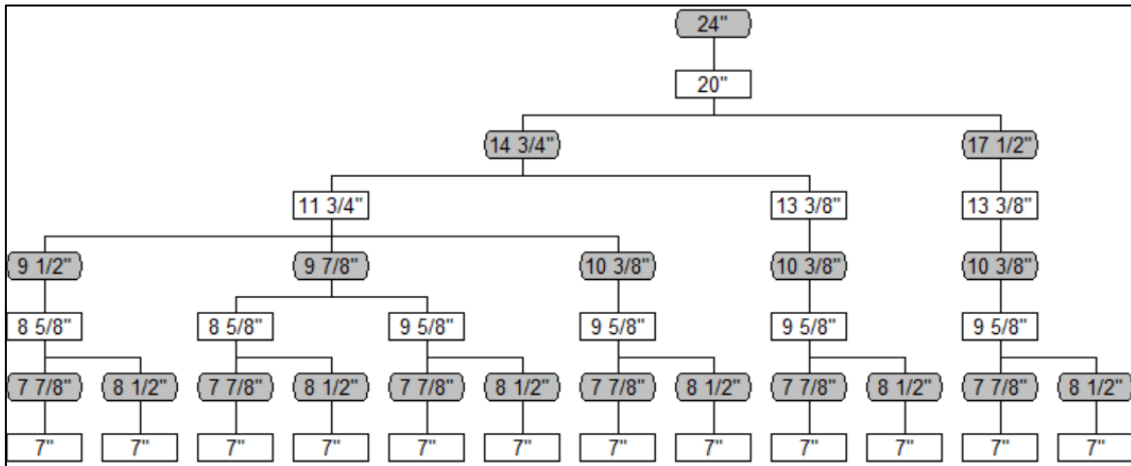 24"
20"
14 3/4" 17 1/2"
11 3/4" 13 3/8" 13 3/8"
9 1/2" 9 7/8" 10 3/8" 10 3/8" 10 3/8"
8 5/8" 8 5/8" 9 5/8" 9 5/8" 9 5/8" 9 5/8"
7 7/8" 8 1/2" 7 7/8" 8 1/2" 7 7/8" 8 1/2" 7 7/8" 8 1/2" 7 7/8" 8 1/2" 7 7/8" 8 1/2"
7" 7" 7" 7" 7" 7" 7" 7" 7" 7" 7" 7"